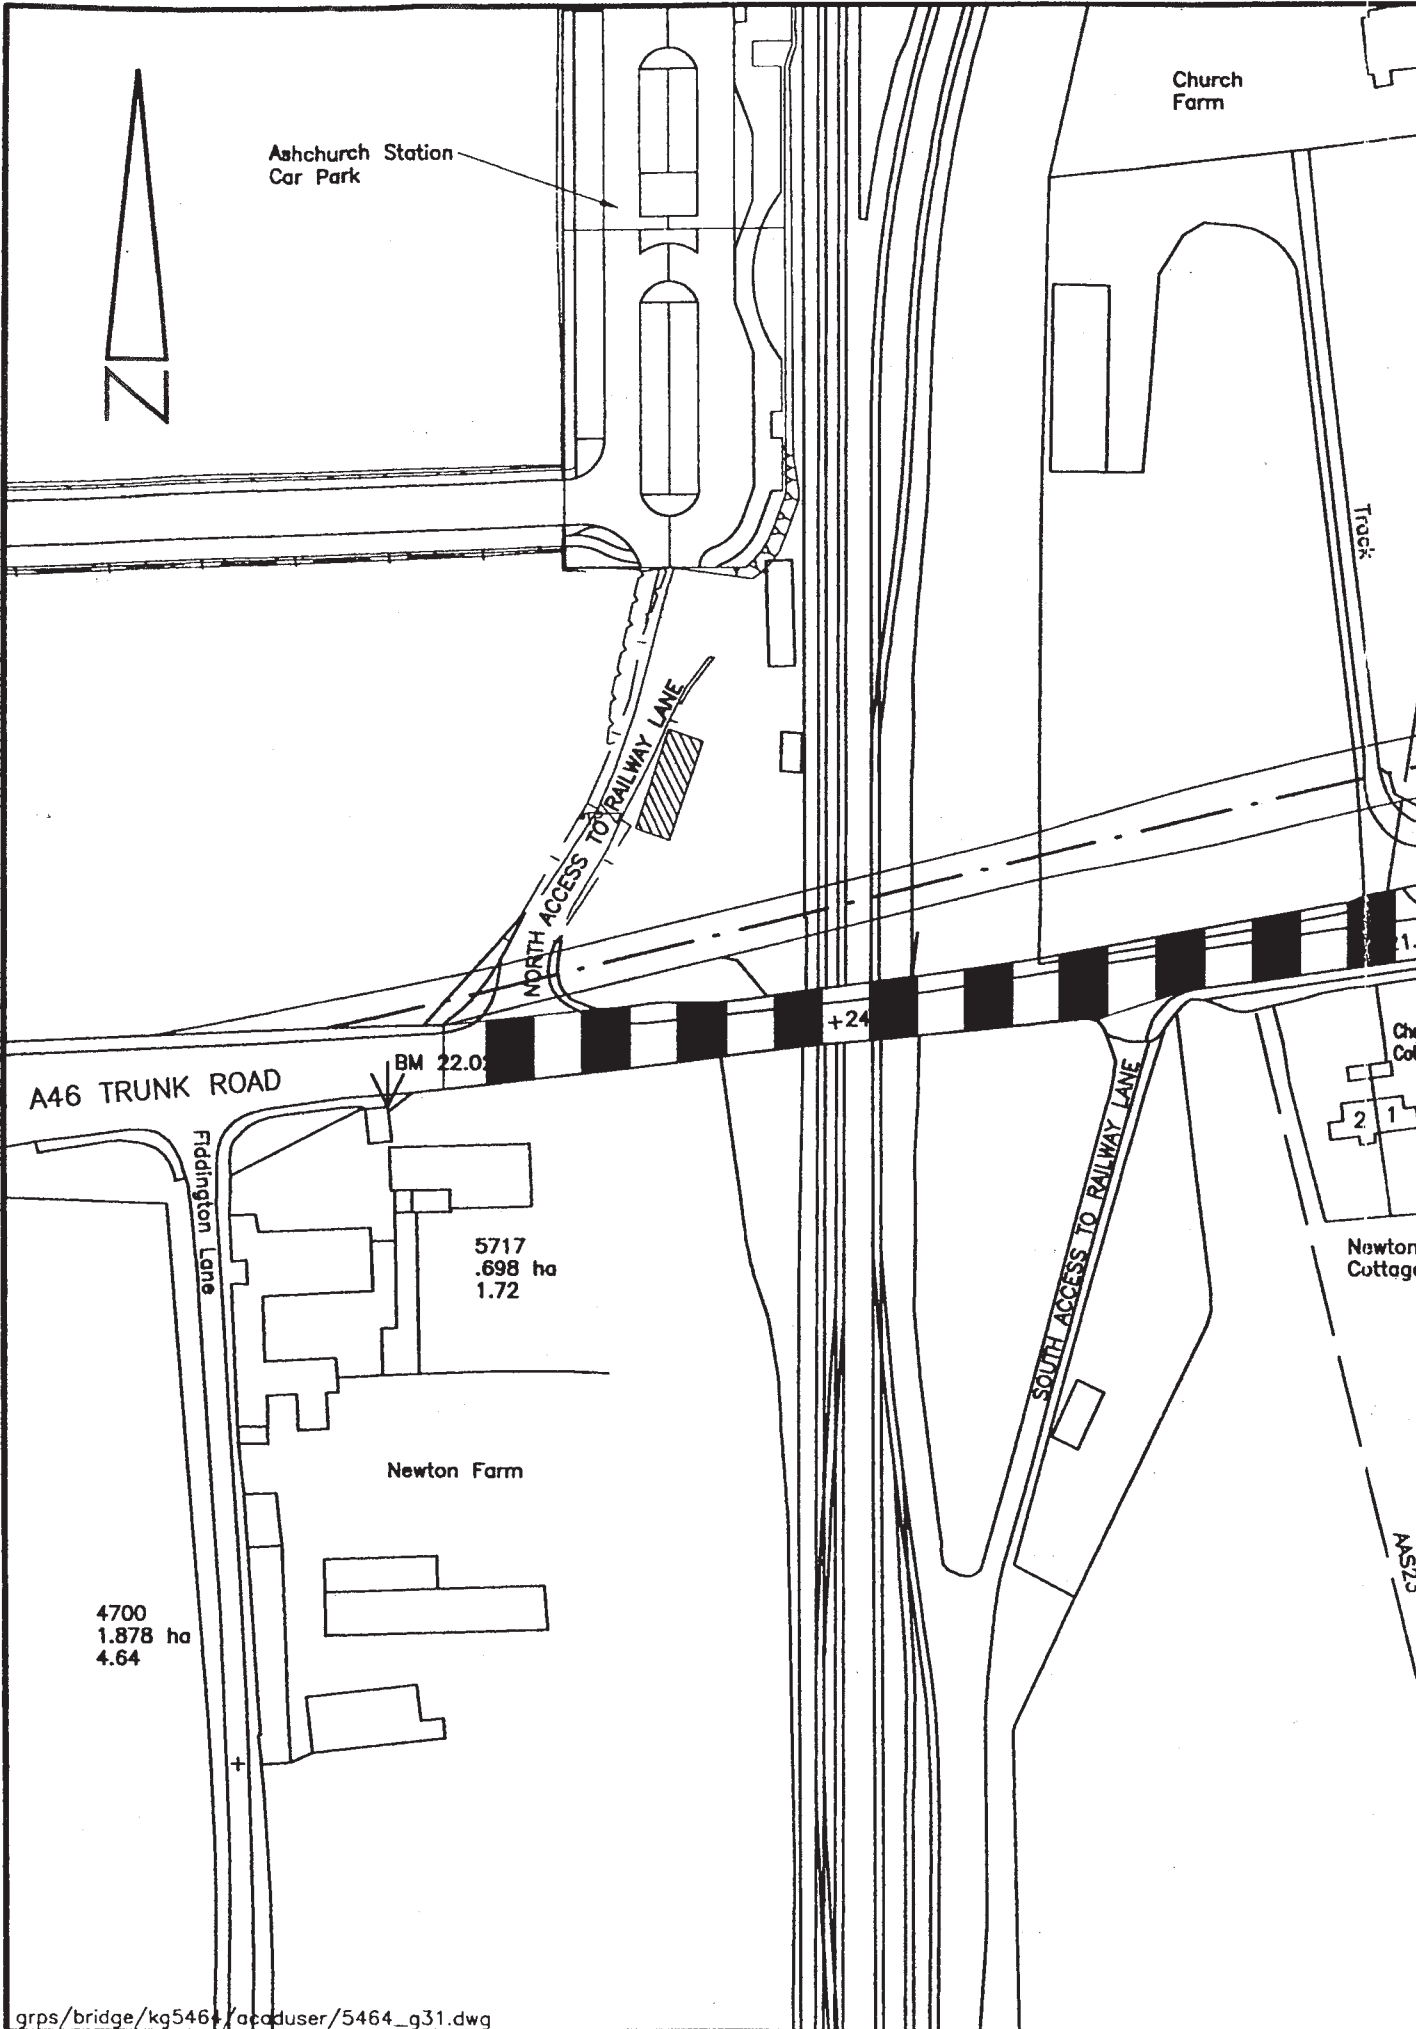 Church
Farm
Ashchurch Station
Car Park
N
Track
NORTH ACCESS TO RAILWAY LANE
+24
BM 22.0
A46 TRUNK ROAD
Fiddington Lane
SOUTH ACCESS TO RAILWAY LANE
2
1
5717
.698 ha
1.72
Newton
Cottage
Newton Farm
AAS23
4700
1.878 ha
4.64
grps/bridge/kg5464/acaduser/5464_g31.dwg